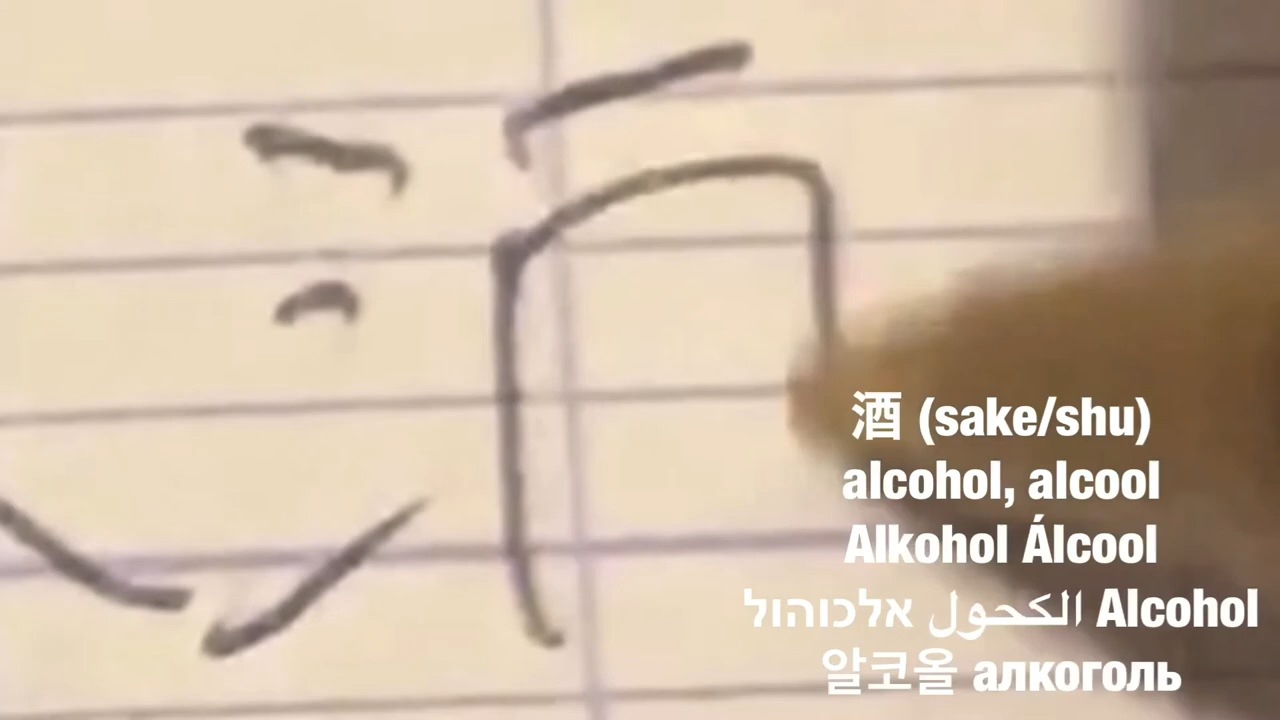 酒 (sake/shu)
alcohol, alcool
Alkohol Álcool
אלכוהול الكحول Alcohol
알코올 алкоголь